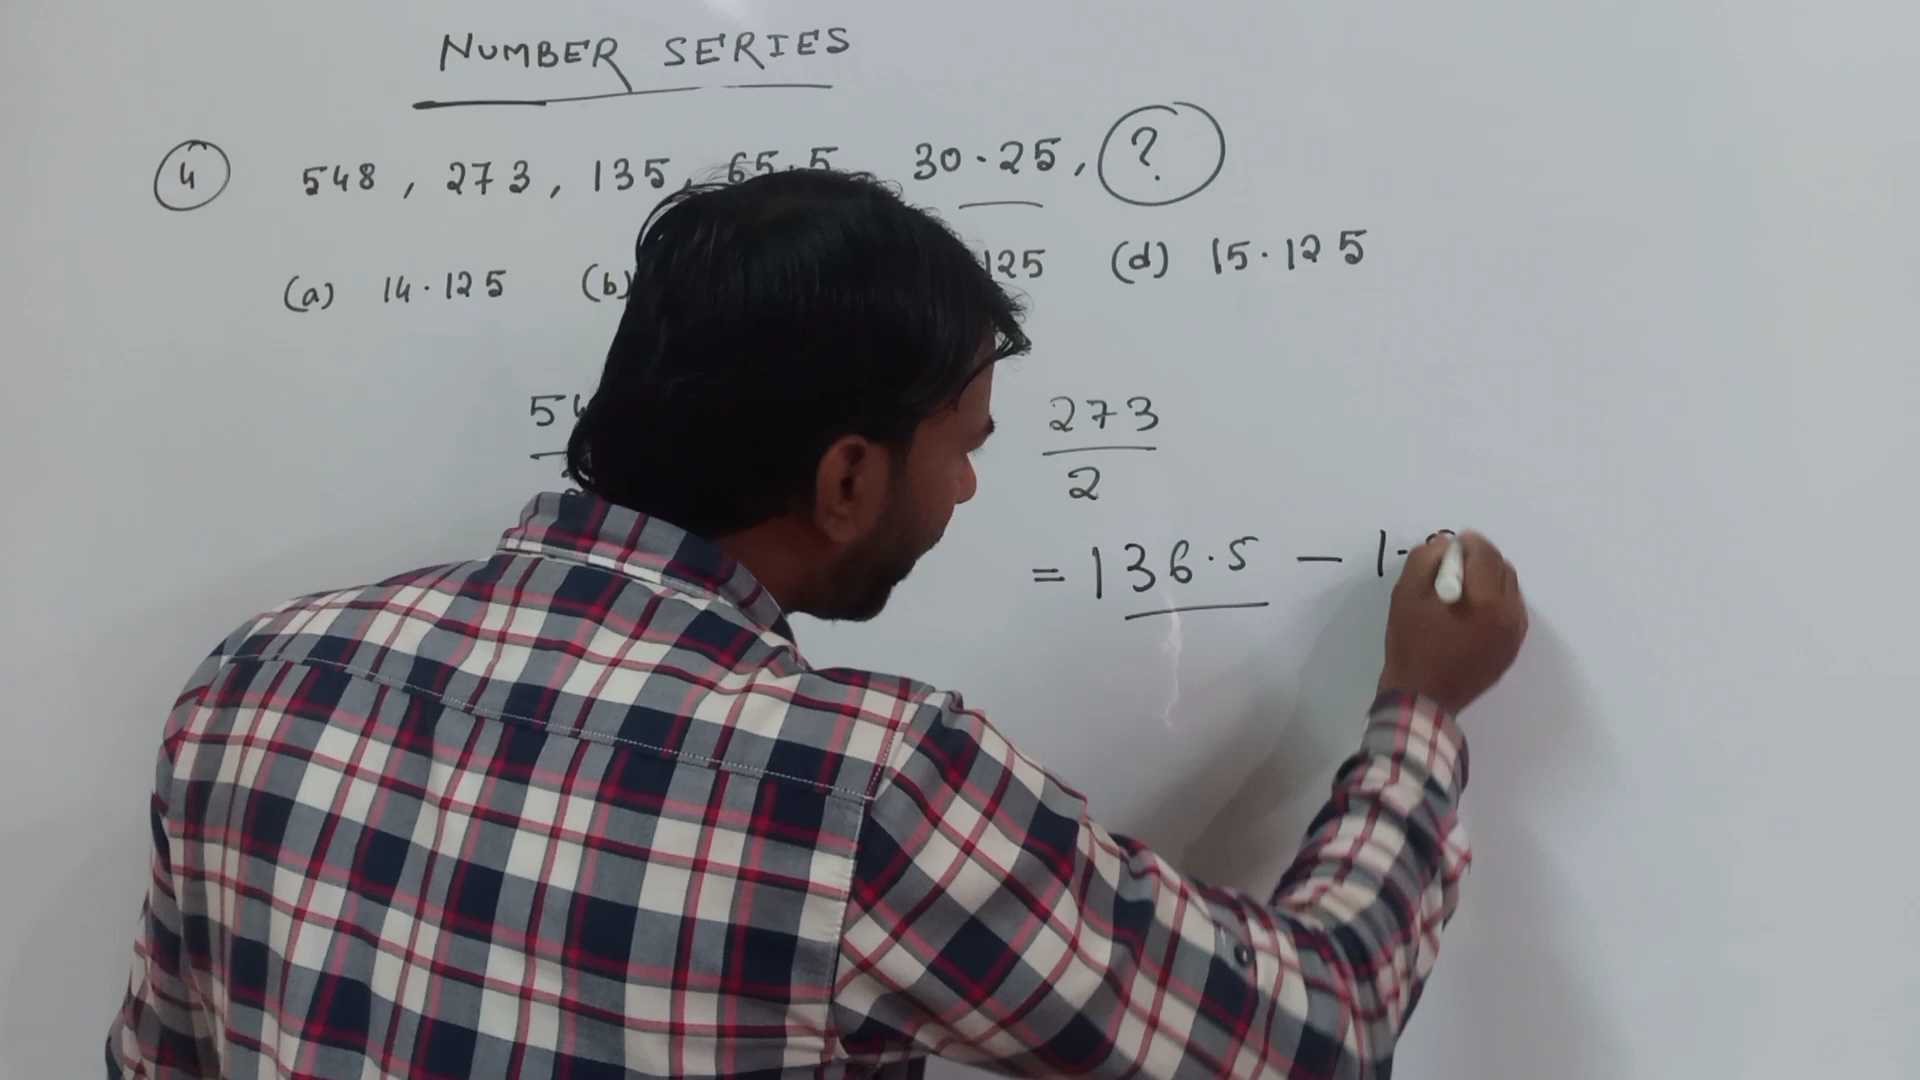 NUMBER SERIES
4 548, 273, 135, 65.5 30.25, ?
(a) 14.125 (b) 125 (d) 15.125
273
2
= 136.5 - 1.